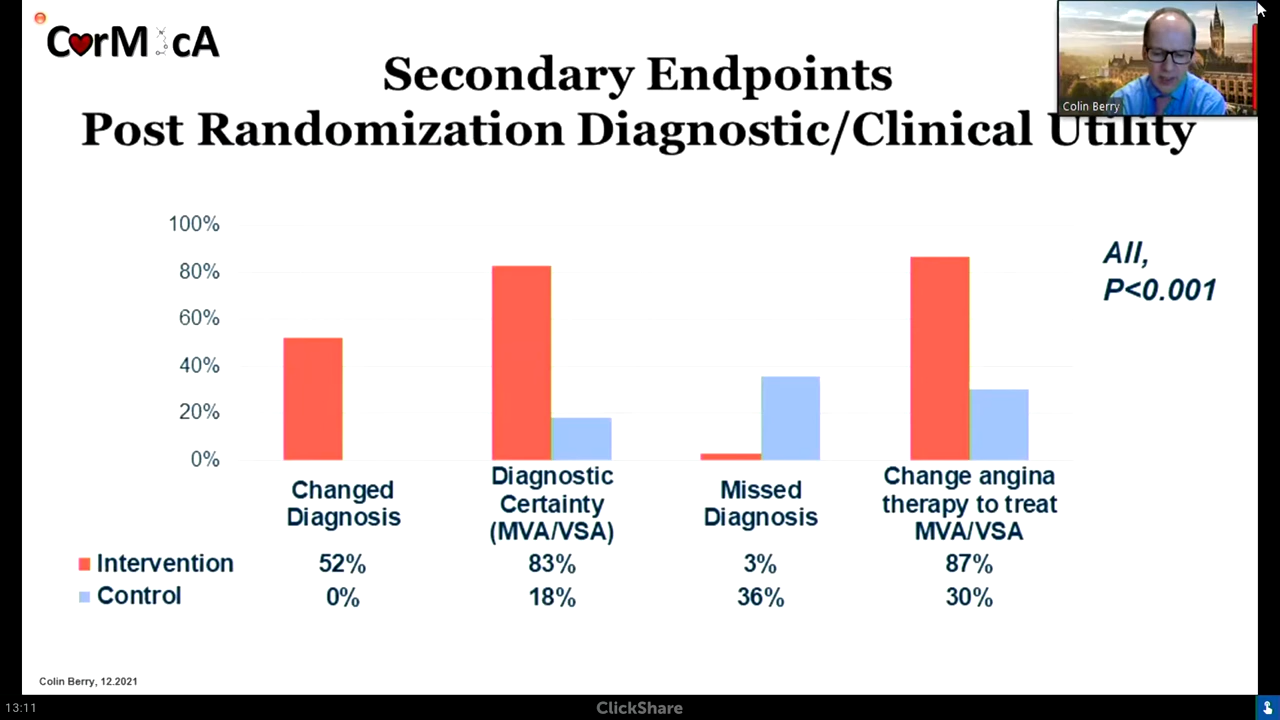 CorMicA
Secondary Endpoints
Post Randomization Diagnostic/Clinical Utility
Colin Berry
100%
80%
60%
40%
20%
0%
All,
P<0.001
Changed
Diagnosis
Diagnostic
Certainty
(MVA/VSA)
Missed
Diagnosis
Change angina
therapy to treat
MVA/VSA
Intervention 52% 83% 3% 87%
Control 0% 18% 36% 30%
Colin Berry, 12.2021
13:11
ClickShare